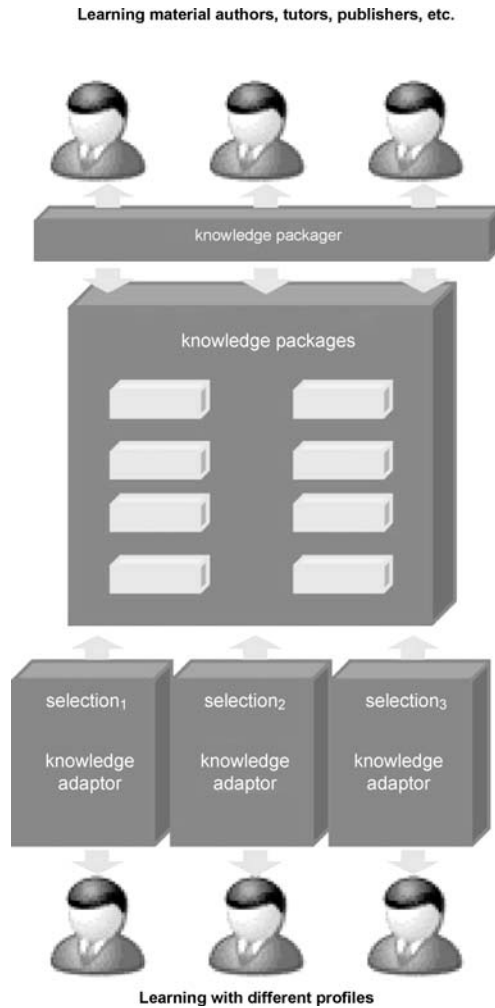 Learning material authors, tutors, publishers, etc.
knowledge packager
knowledge packages
selection₁
knowledge
adaptor
selection₂
knowledge
adaptor
selection₃
knowledge
adaptor
Learning with different profiles